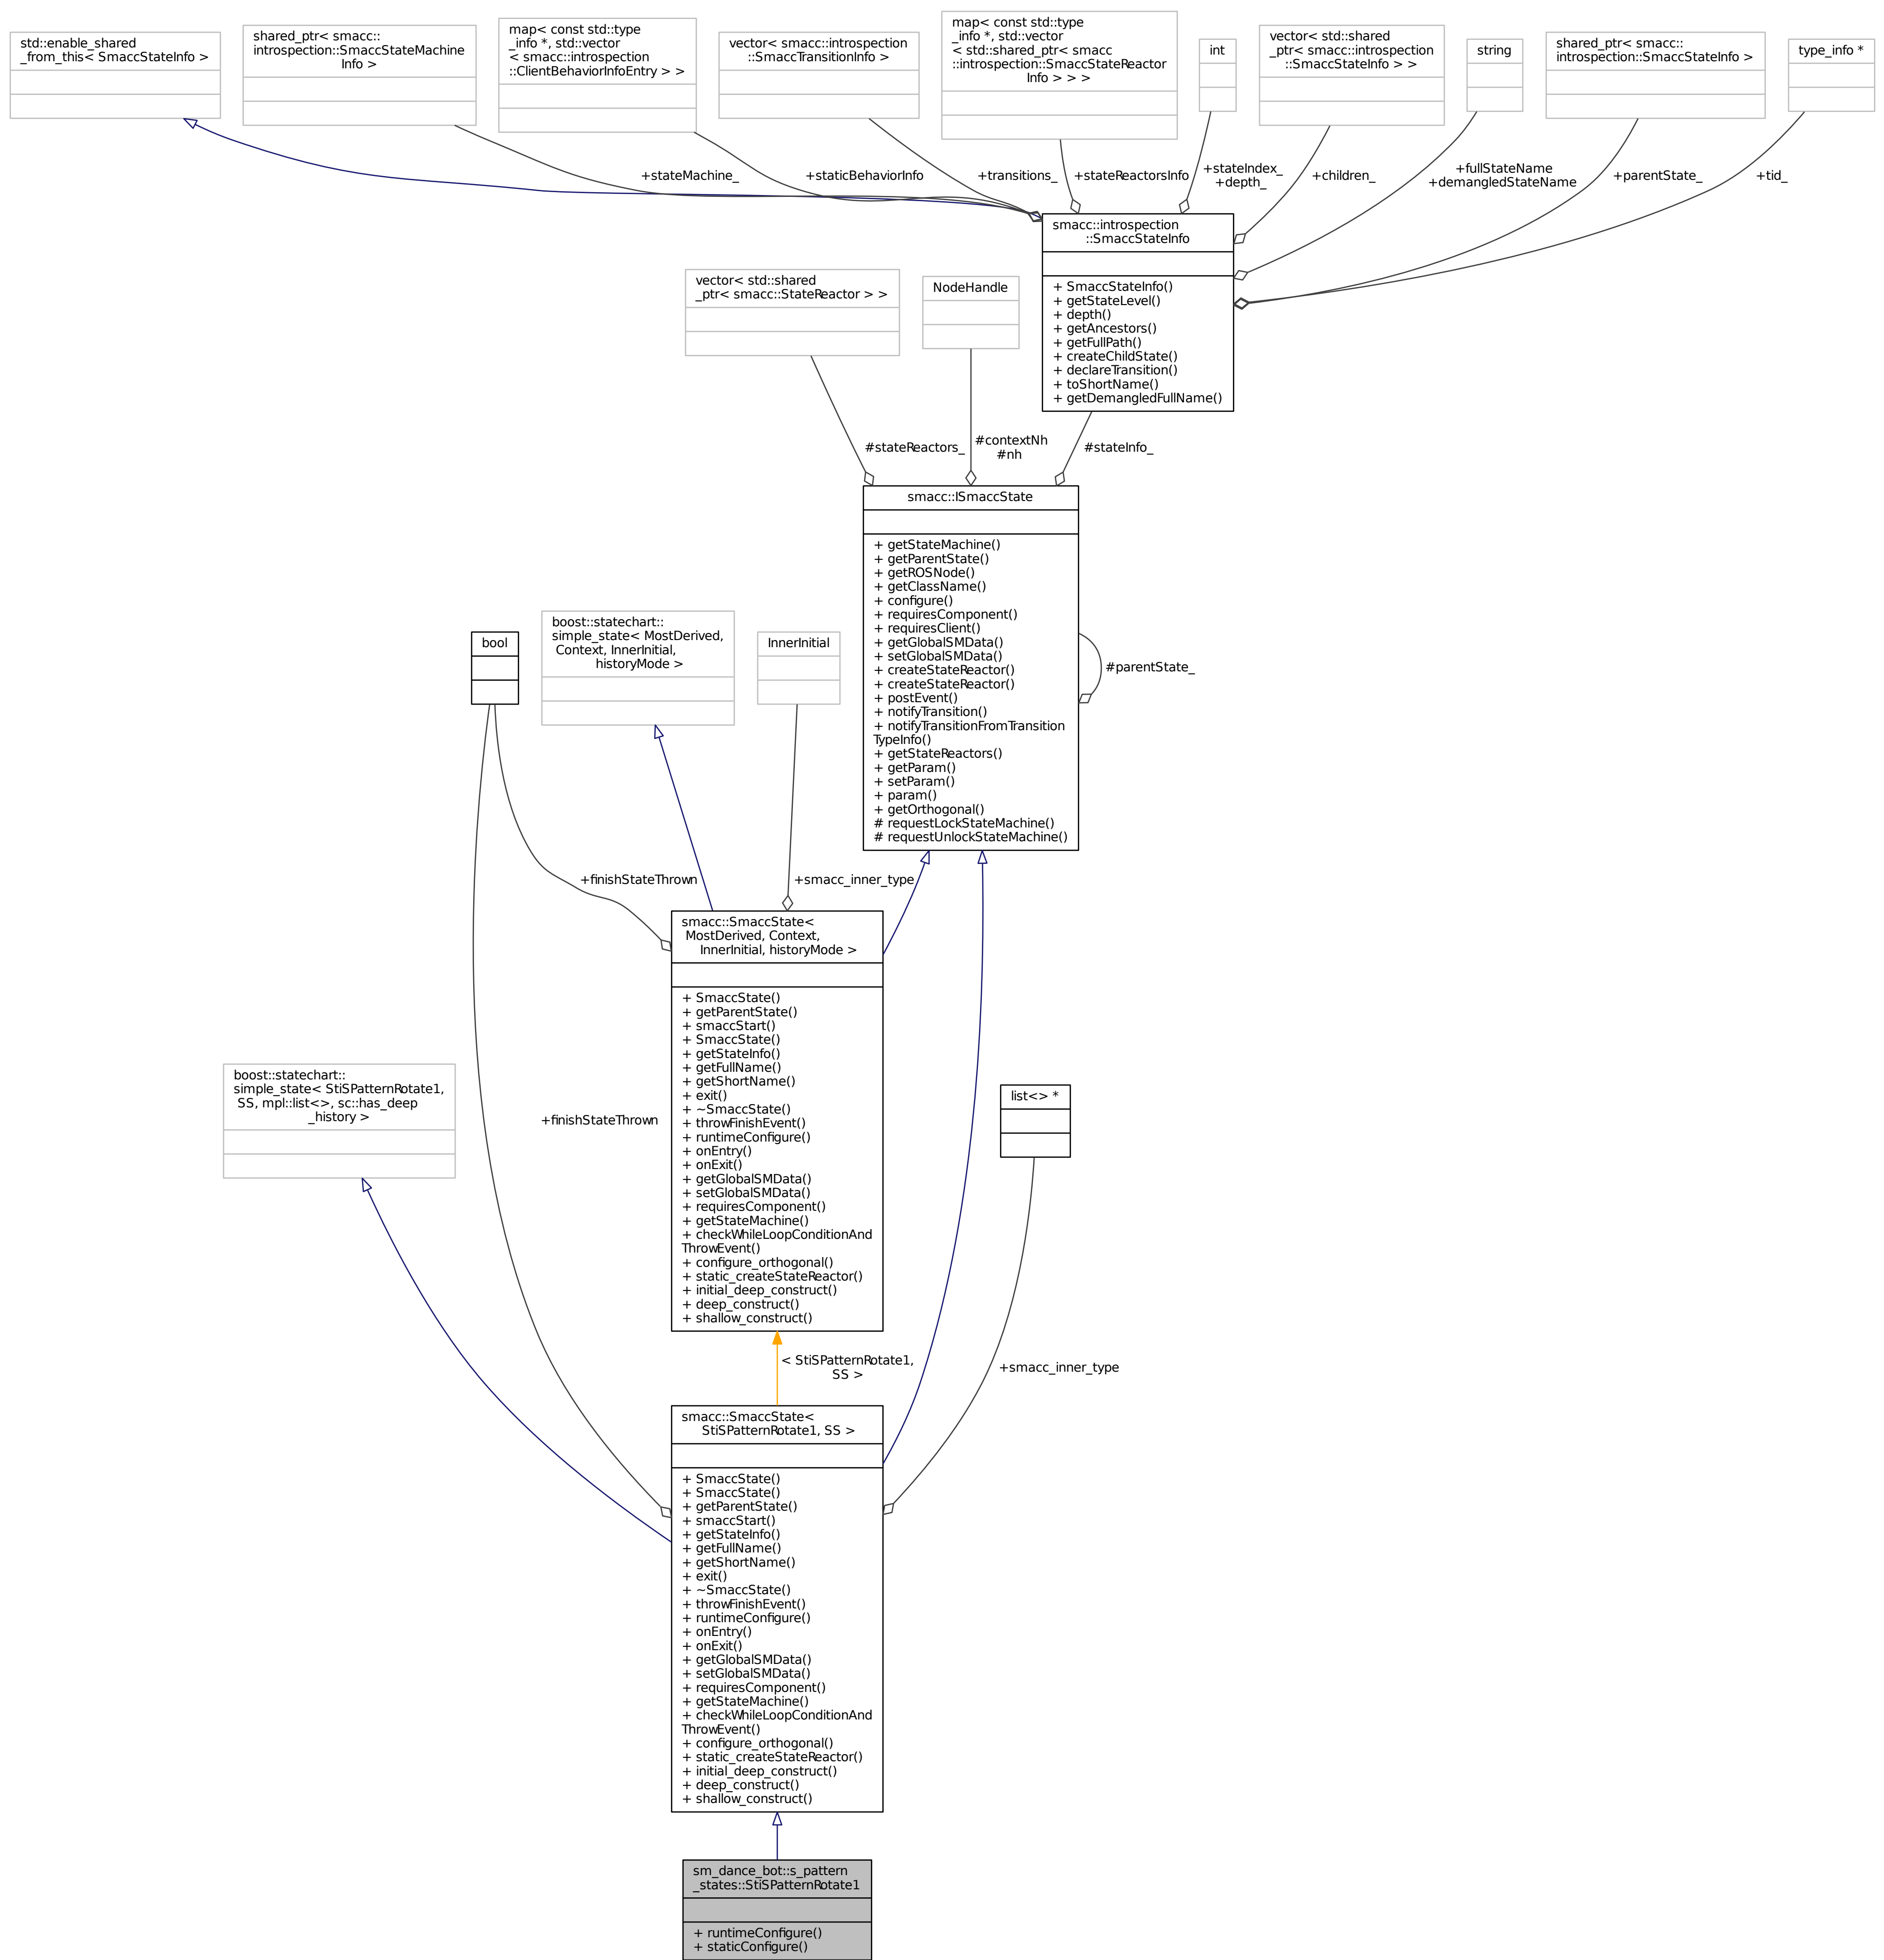 std::enable_shared
_from_this< SmaccStateInfo >
shared_ptr< smacc::
introspection::SmaccStateMachine
Info >
map< const std::type
_info *, std::vector
< smacc::introspection
::ClientBehaviorInfoEntry > >
vector< smacc::introspection
::SmaccTransitionInfo >
map< const std::type
_info *, std::vector
< std::shared_ptr< smacc
::introspection::SmaccStateReactor
Info > > >
int
vector< std::shared
_ptr< smacc::introspection
::SmaccStateInfo > >
string
shared_ptr< smacc::
introspection::SmaccStateInfo >
type_info *
+stateMachine_
+staticBehaviorInfo
+transitions_
+stateReactorsInfo
+stateIndex_
+depth_
+children_
+fullStateName
+demangledStateName
+parentState_
+tid_
smacc::introspection
::SmaccStateInfo
+ SmaccStateInfo()
+ getStateLevel()
+ depth()
+ getAncestors()
+ getFullPath()
+ createChildState()
+ declareTransition()
+ toShortName()
+ getDemangledFullName()
vector< std::shared
_ptr< smacc::StateReactor > >
NodeHandle
#stateReactors_
#contextNh
#nh
#stateInfo_
smacc::ISmaccState
+ getStateMachine()
+ getParentState()
+ getROSNode()
+ getClassName()
+ configure()
+ requiresComponent()
+ requiresClient()
+ getGlobalSMData()
+ setGlobalSMData()
+ createStateReactor()
+ createStateReactor()
+ postEvent()
+ notifyTransition()
+ notifyTransitionFromTransition
TypeInfo()
+ getStateReactors()
+ getParam()
+ setParam()
+ param()
+ getOrthogonal()
# requestLockStateMachine()
# requestUnlockStateMachine()
#parentState_
bool
boost::statechart::
simple_state< MostDerived,
Context, InnerInitial,
historyMode >
InnerInitial
+finishStateThrown
+smacc_inner_type
smacc::SmaccState<
MostDerived, Context,
InnerInitial, historyMode >
+ SmaccState()
+ getParentState()
+ smaccStart()
+ SmaccState()
+ getStateInfo()
+ getFullName()
+ getShortName()
+ exit()
+ ~SmaccState()
+ throwFinishEvent()
+ runtimeConfigure()
+ onEntry()
+ onExit()
+ getGlobalSMData()
+ setGlobalSMData()
+ requiresComponent()
+ getStateMachine()
+ checkWhileLoopConditionAnd
ThrowEvent()
+ configure_orthogonal()
+ static_createStateReactor()
+ initial_deep_construct()
+ deep_construct()
+ shallow_construct()
boost::statechart::
simple_state< StiSPatternRotate1,
SS, mpl::list<>, sc::has_deep
_history >
+finishStateThrown
list<> *
< StiSPatternRotate1,
SS >
+smacc_inner_type
smacc::SmaccState<
StiSPatternRotate1, SS >
+ SmaccState()
+ SmaccState()
+ getParentState()
+ smaccStart()
+ getStateInfo()
+ getFullName()
+ getShortName()
+ exit()
+ ~SmaccState()
+ throwFinishEvent()
+ runtimeConfigure()
+ onEntry()
+ onExit()
+ getGlobalSMData()
+ setGlobalSMData()
+ requiresComponent()
+ getStateMachine()
+ checkWhileLoopConditionAnd
ThrowEvent()
+ configure_orthogonal()
+ static_createStateReactor()
+ initial_deep_construct()
+ deep_construct()
+ shallow_construct()
sm_dance_bot::s_pattern
_states::StiSPatternRotate1
+ runtimeConfigure()
+ staticConfigure()